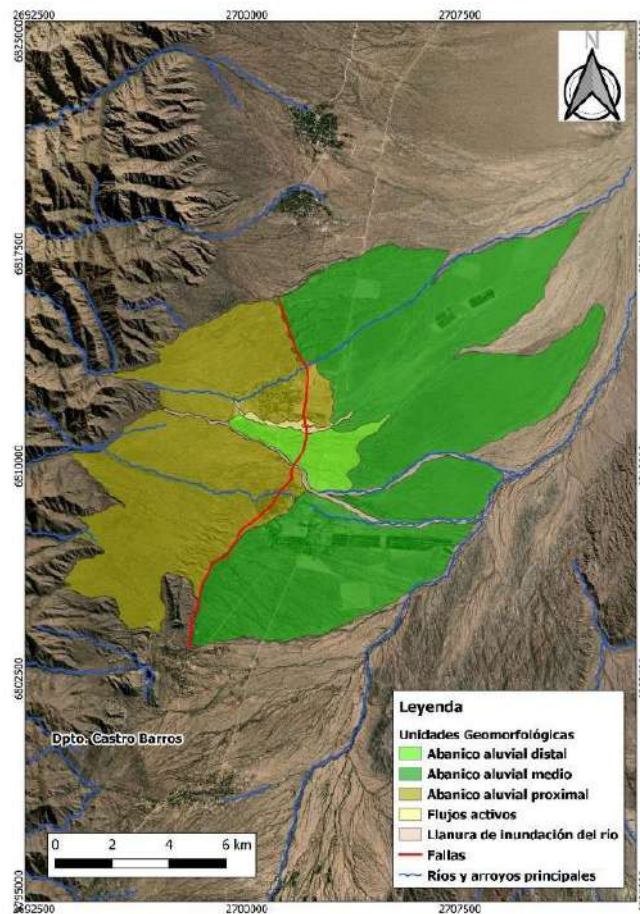 2692500 2700000 2707500
6825000
N
6817500
6810000
6802500
6795000
Dpto. Castro Barros
0 2 4 6 km
Leyenda
Unidades Geomorfológicas
Abanico aluvial distal
Abanico aluvial medio
Abanico aluvial proximal
Flujos activos
Llanura de inundación del río
Fallas
Ríos y arroyos principales
2692500 2700000 2707500